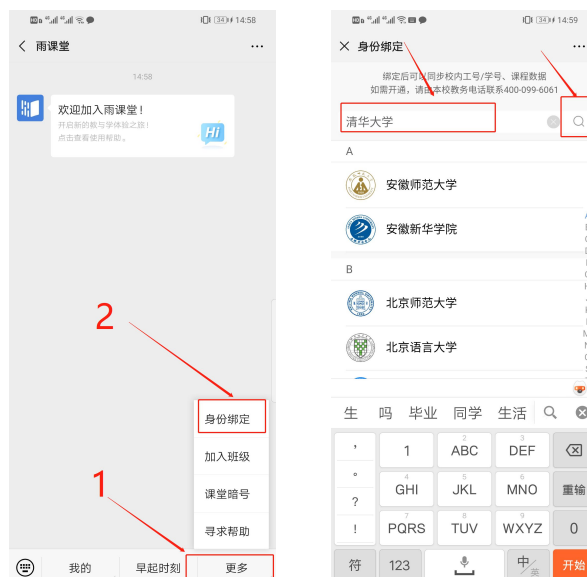 14:58
雨课堂
14:58
欢迎加入雨课堂！
开启新的教与学体验之旅！
点击查看使用帮助。
Hi
2
身份绑定
加入班级
1
课堂暗号
寻求帮助
我的
早起时刻
更多
34
14:59
身份绑定
绑定后可以同步校内工号/学号、课程数据
如需开通，请由本校教务电话联系400-099-6061
清华大学
A
安徽师范大学
安徽新华学院
B
北京师范大学
北京语言大学
生 吗 毕业 同学 生活
， 1 ABC DEF
。 GHI JKL MNO 重输
？
！ PQRS TUV WXYZ 0
符 123 中/英 开始